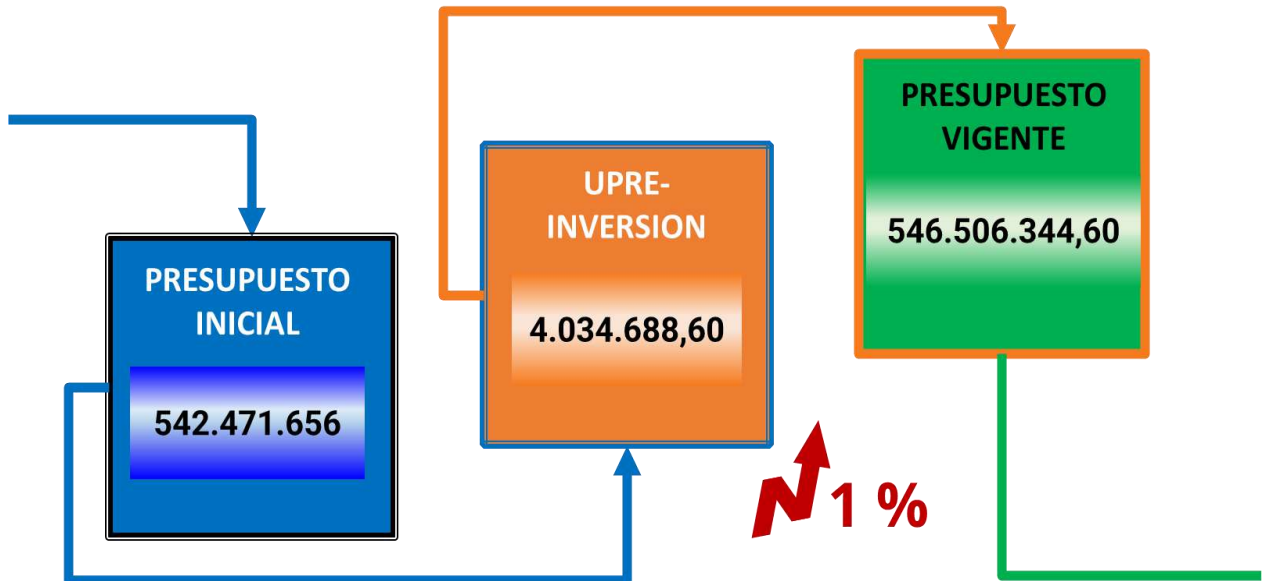 PRESUPUESTO
INICIAL
542.471.656
UPRE-
INVERSION
4.034.688,60
PRESUPUESTO
VIGENTE
546.506.344,60
1 %